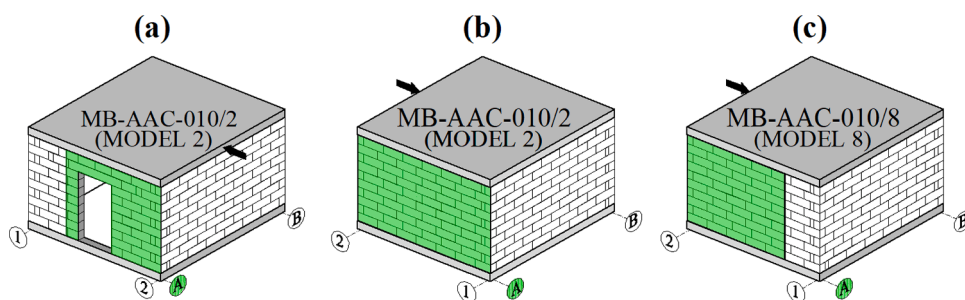 (a)
(b)
(c)
MB-AAC-010/2
(MODEL 2)
MB-AAC-010/2
(MODEL 2)
MB-AAC-010/8
(MODEL 8)
1
2
A
B
2
1
A
B
2
1
A
B